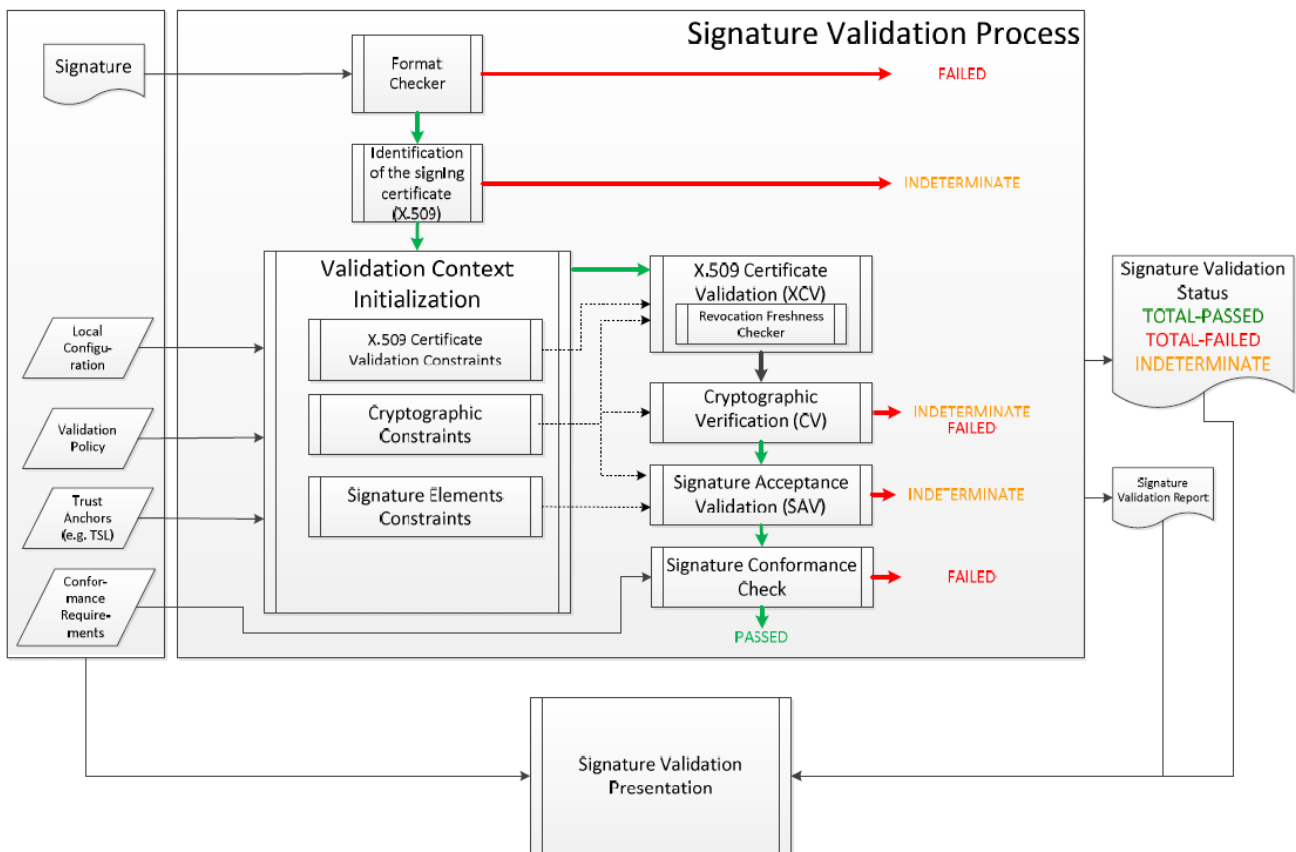 Signature Validation Process
Signature
Format
Checker
FAILED
Identification
of the signing
certificate
(X.509)
INDETERMINATE
Validation Context
Initialization
X.509 Certificate
Validation Constraints
Cryptographic
Constraints
Signature Elements
Constraints
X.509 Certificate
Validation (XCV)
Revocation Freshness
Checker
Cryptographic
Verification (CV)
INDETERMINATE
FAILED
Signature Acceptance
Validation (SAV)
INDETERMINATE
Signature Conformance
Check
FAILED
PASSED
Local
Configu-
ration
Validation
Policy
Trust
Anchors
(e.g. TSL)
Confor-
mance
Require-
ments
Signature Validation
Status
TOTAL-PASSED
TOTAL-FAILED
INDETERMINATE
Signature
Validation Report
Signature Validation
Presentation